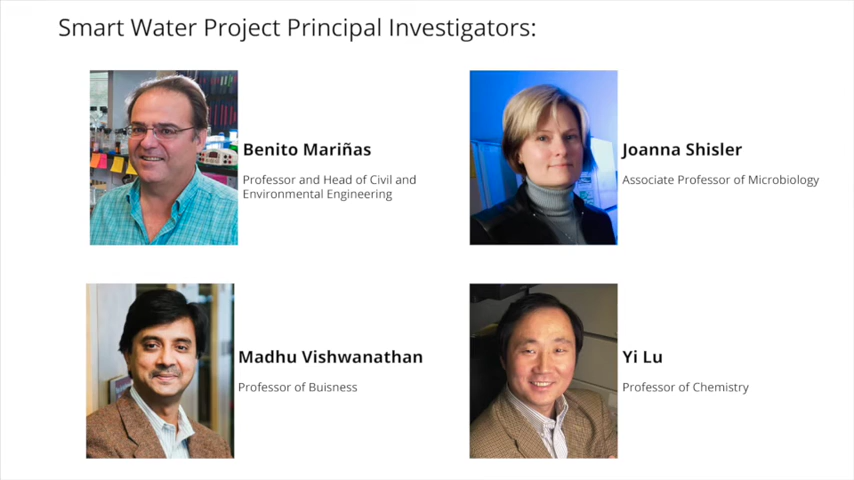 Smart Water Project Principal Investigators:
Benito Mariñas
Professor and Head of Civil and
Environmental Engineering
Joanna Shisler
Associate Professor of Microbiology
Madhu Vishwanathan
Professor of Buisness
Yi Lu
Professor of Chemistry